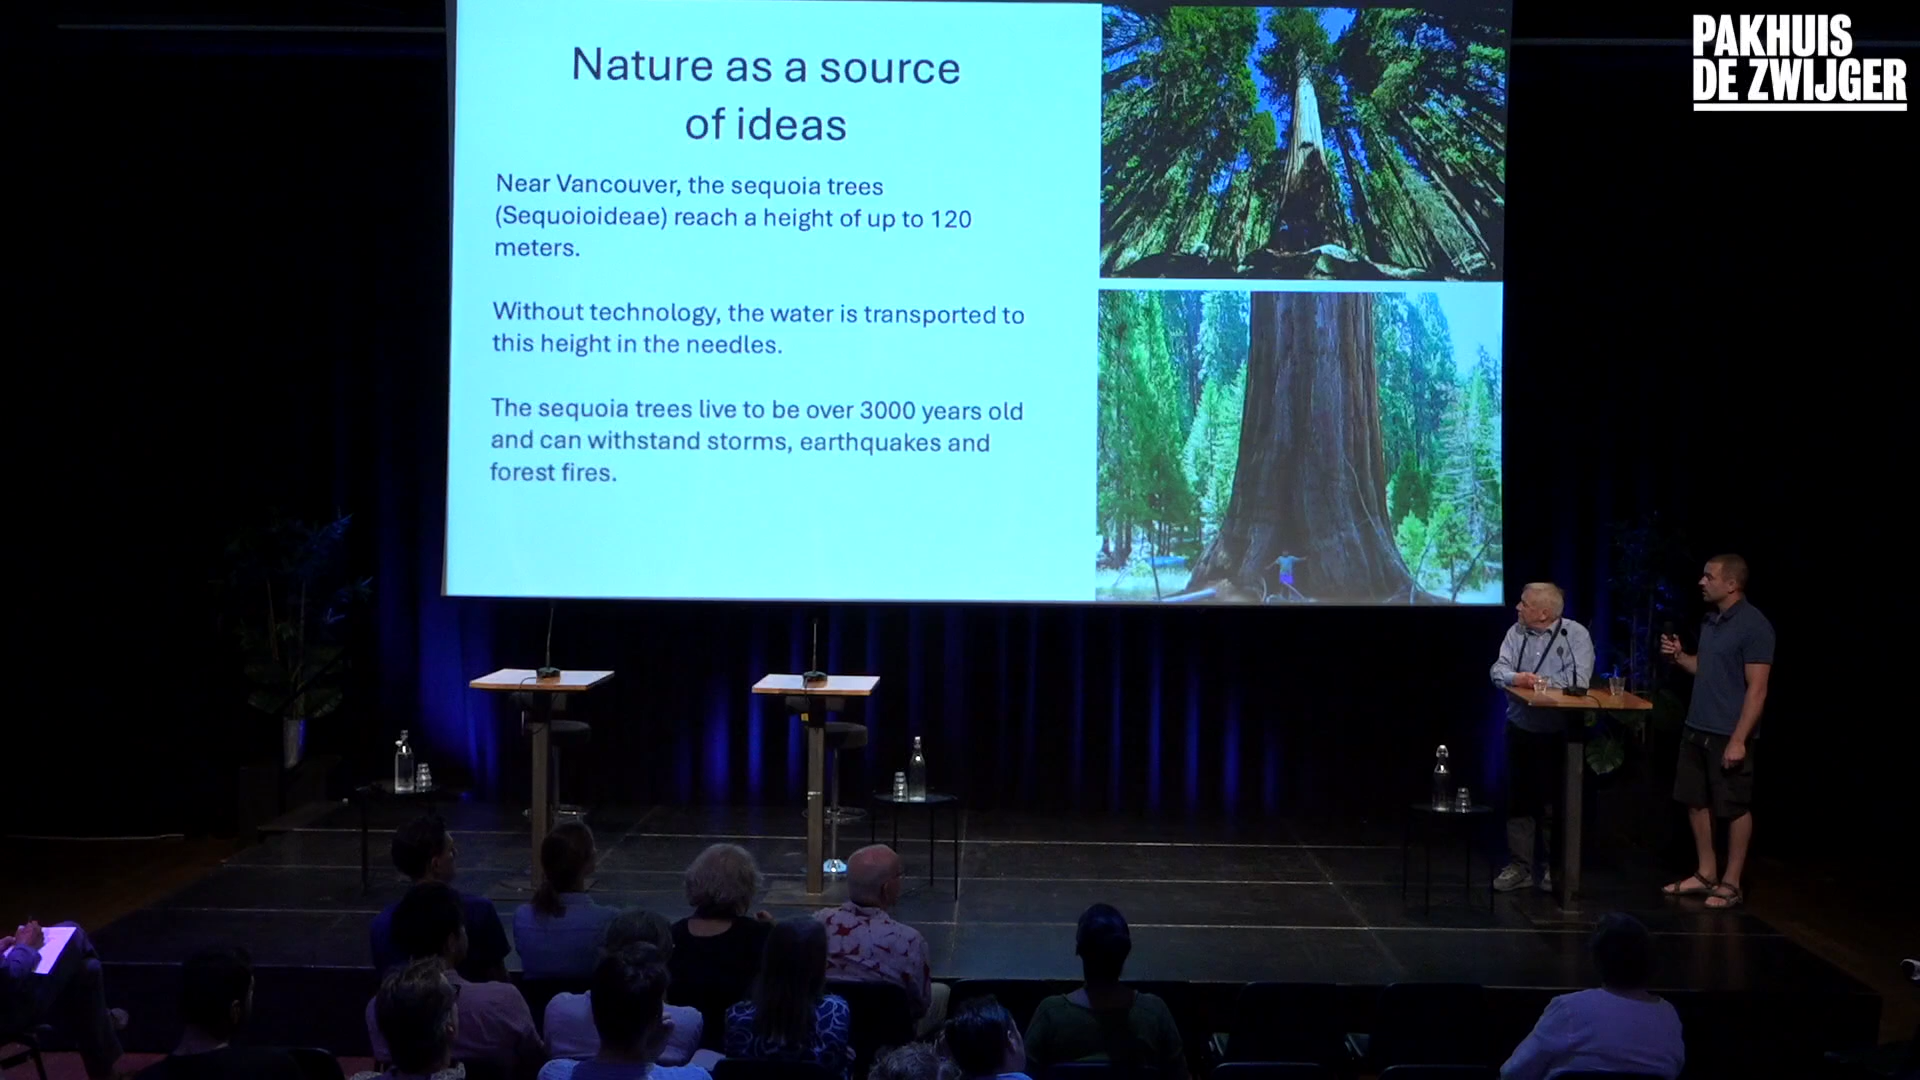 Nature as a source
of ideas
Near Vancouver, the sequoia trees
(Sequoioideae) reach a height of up to 120
meters.
Without technology, the water is transported to
this height in the needles.
The sequoia trees live to be over 3000 years old
and can withstand storms, earthquakes and
forest fires.
PAKHUIS
DE ZWIJGER